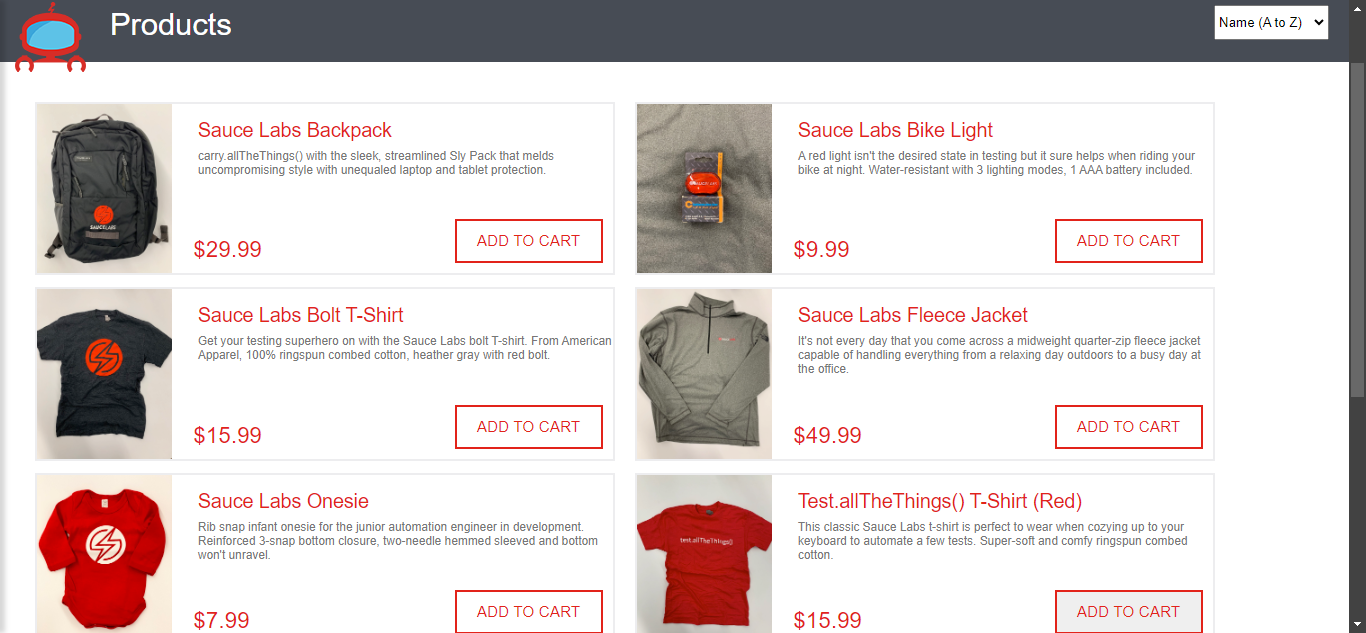 Products
Name (A to Z)
Sauce Labs Backpack
carry.allTheThings() with the sleek, streamlined Sly Pack that melds
uncompromising style with unequaled laptop and tablet protection.
$29.99
ADD TO CART
SAUCELABS
Sauce Labs Bike Light
A red light isn't the desired state in testing but it sure helps when riding your
bike at night. Water-resistant with 3 lighting modes, 1 AAA battery included.
$9.99
ADD TO CART
SAUCELABS
Sauce Labs Bolt T-Shirt
Get your testing superhero on with the Sauce Labs bolt T-shirt. From American
Apparel, 100% ringspun combed cotton, heather gray with red bolt.
$15.99
ADD TO CART
Sauce Labs Fleece Jacket
It's not every day that you come across a midweight quarter-zip fleece jacket
capable of handling everything from a relaxing day outdoors to a busy day at
the office.
$49.99
ADD TO CART
Sauce Labs Onesie
Rib snap infant onesie for the junior automation engineer in development.
Reinforced 3-snap bottom closure, two-needle hemmed sleeved and bottom
won't unravel.
$7.99
ADD TO CART
Test.allTheThings() T-Shirt (Red)
This classic Sauce Labs t-shirt is perfect to wear when cozying up to your
keyboard to automate a few tests. Super-soft and comfy ringspun combed
cotton.
$15.99
ADD TO CART
test.allTheThings()